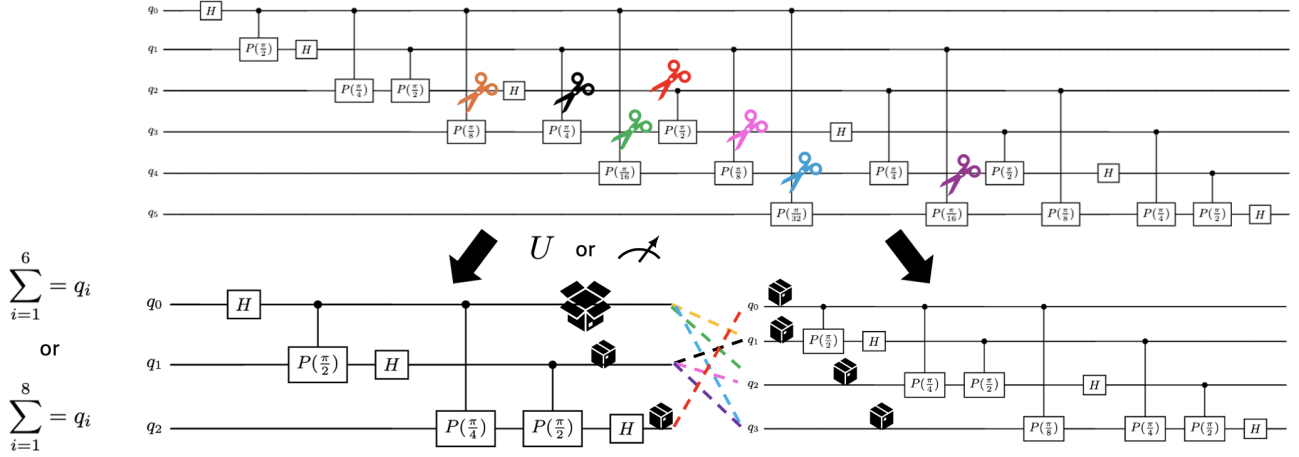 q₀ H
q₁ P(π/2) H
q₂ P(π/4) P(π/2) H
q₃ P(π/8) P(π/4) P(π/2) H
q₄ P(π/16) P(π/8) P(π/4) P(π/2) H
q₅ P(π/32) P(π/16) P(π/8) P(π/4) P(π/2) H
U or
6
∑ = qᵢ
i=1
or
8
∑ = qᵢ
i=1
q₀ H
q₁ P(π/2) H
q₂ P(π/4) P(π/2) H
q₀
q₁ P(π/2) H
q₂ P(π/4) P(π/2) H
q₃ P(π/8) P(π/4) P(π/2) H